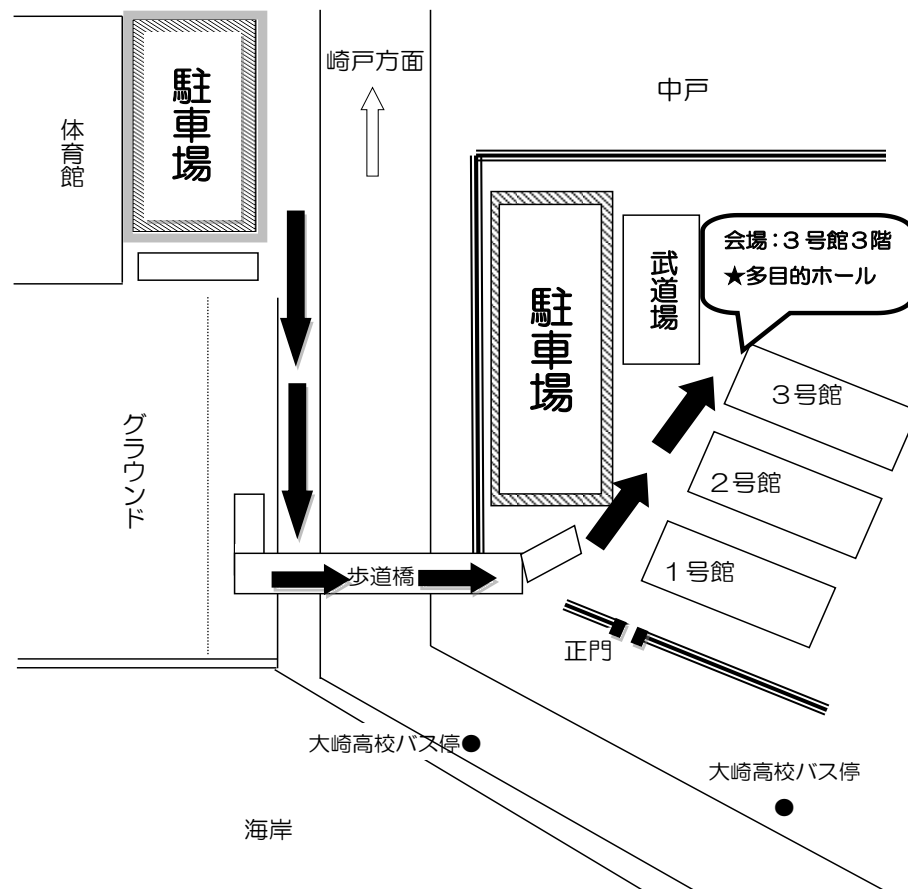 崎戸方面
中戸
駐車場
体育館
会場：３号館３階
★多目的ホール
武道場
駐車場
３号館
グラウンド
２号館
１号館
歩道橋
正門
大崎高校バス停●
大崎高校バス停
●
海岸